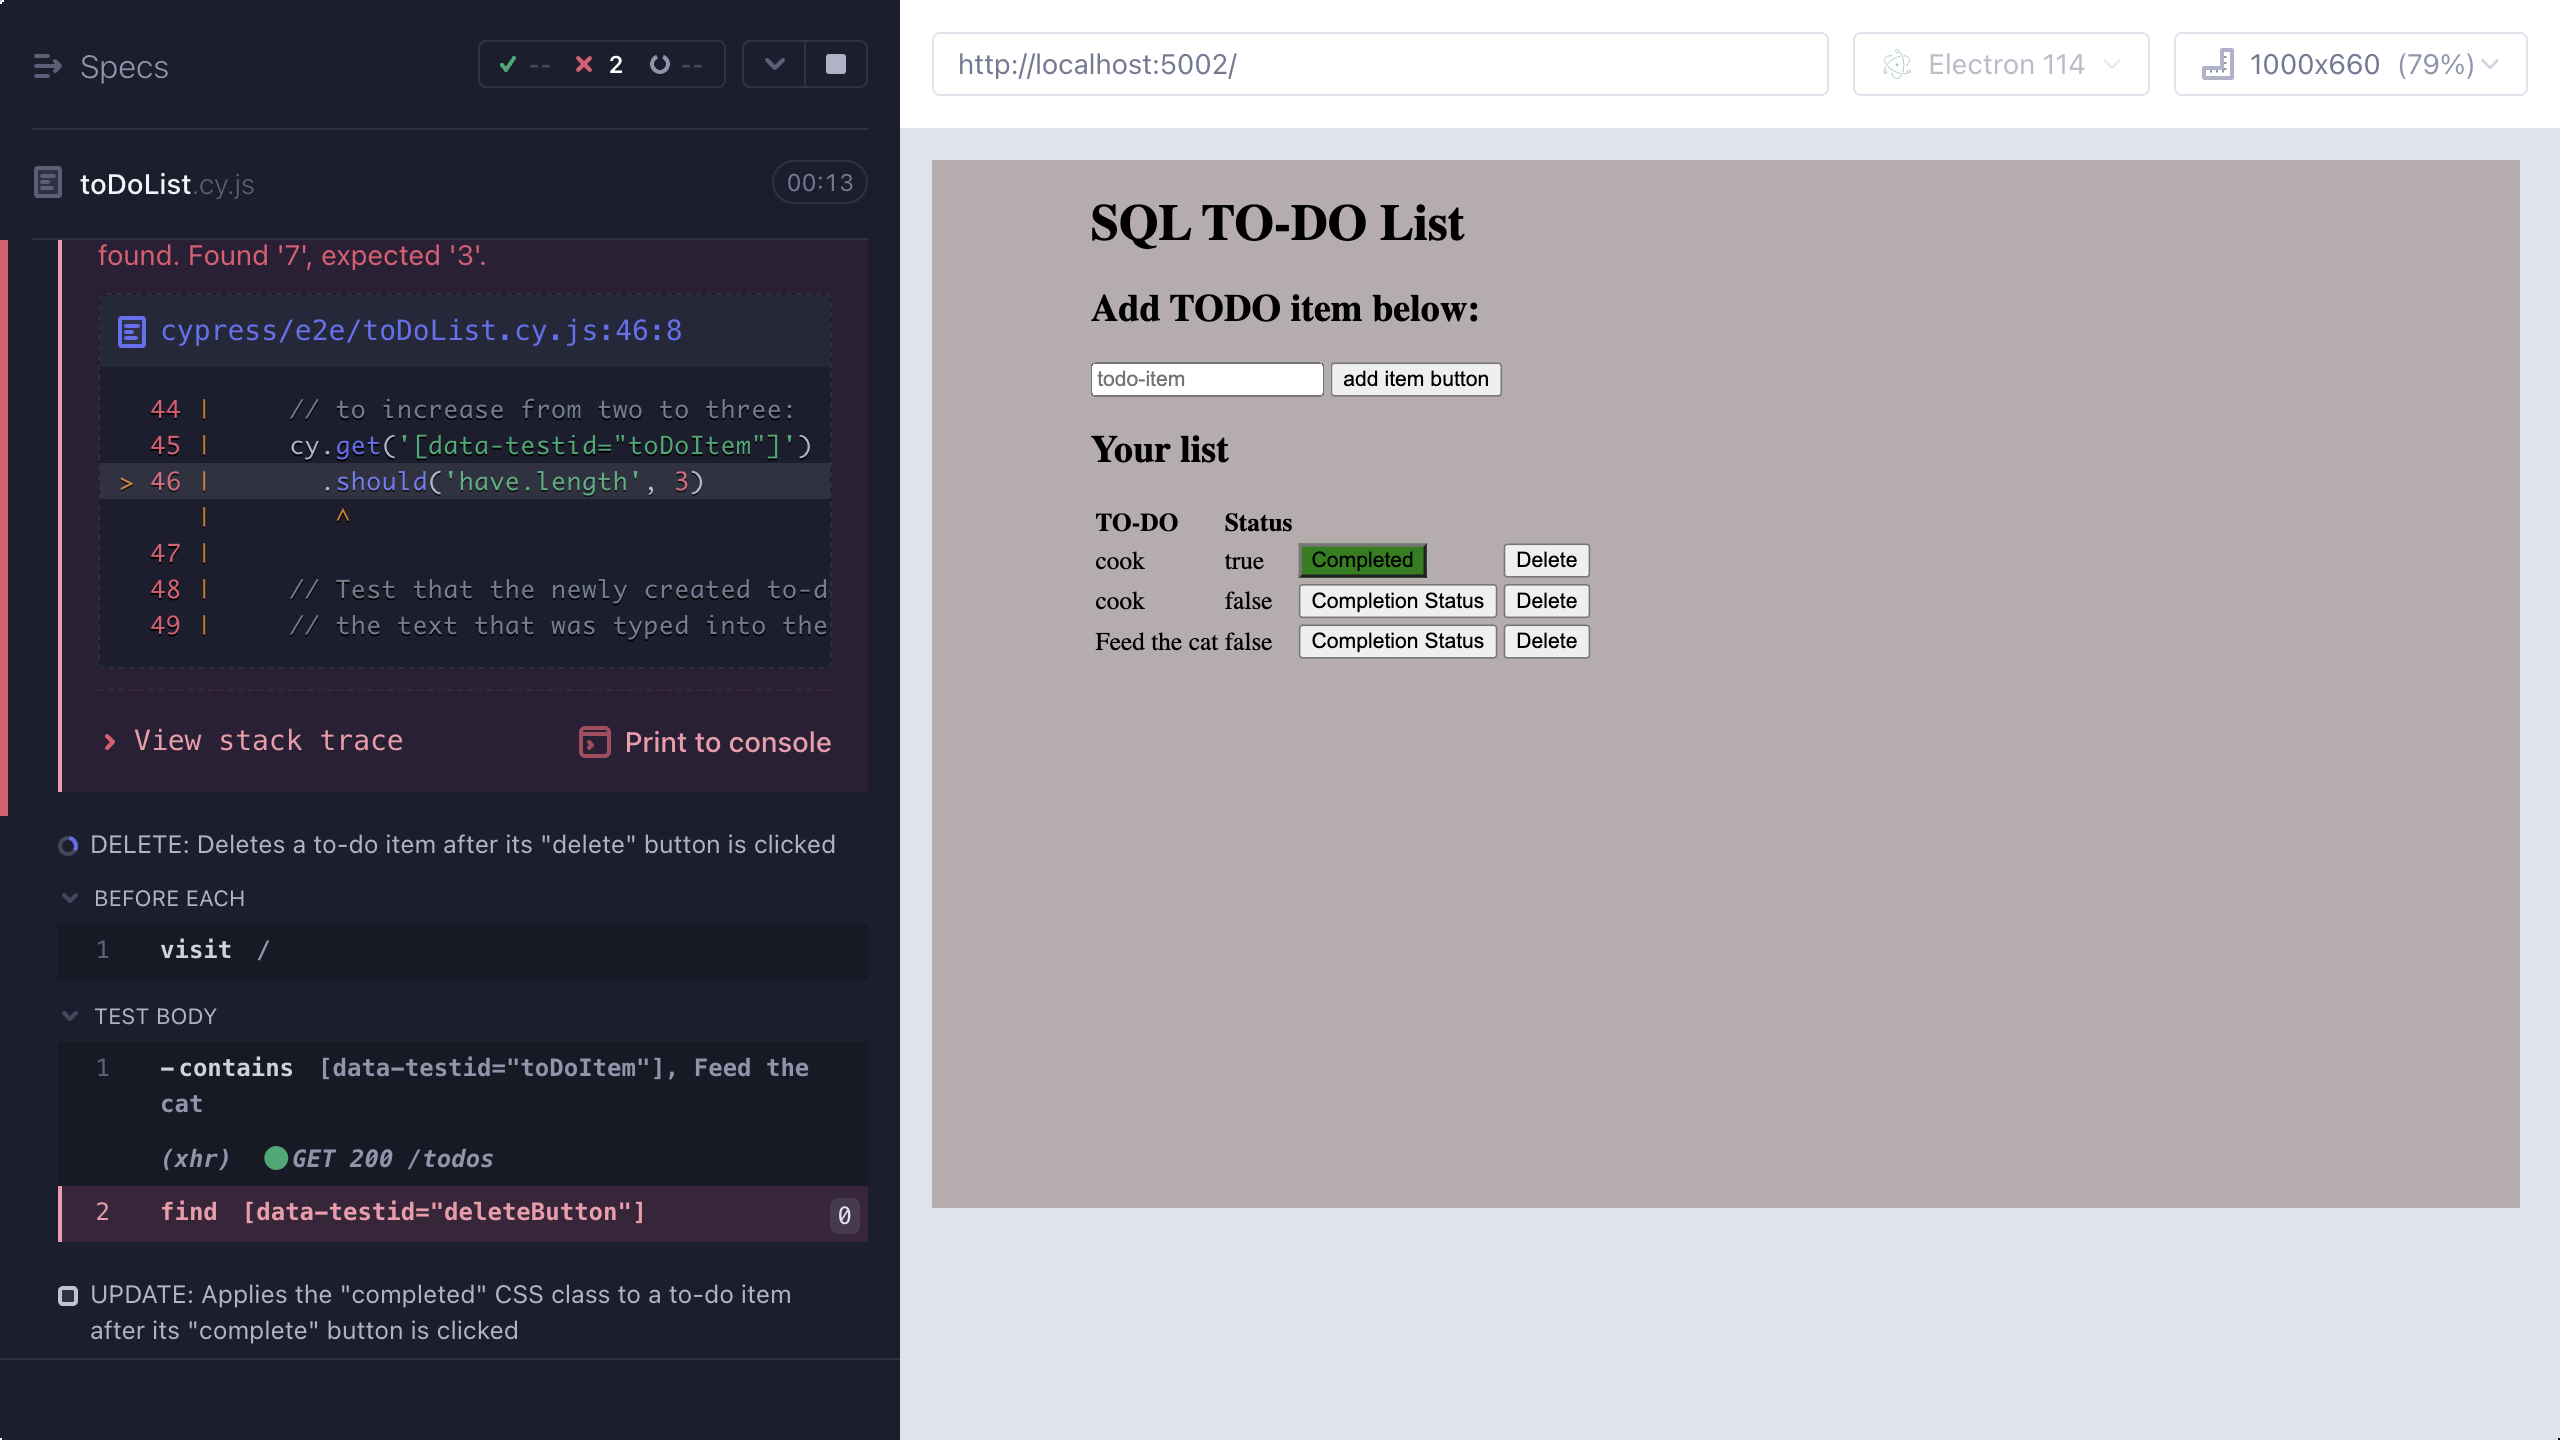 Specs
-- 2 --
toDoList.cy.js 00:13
found. Found '7', expected '3'.
cypress/e2e/toDoList.cy.js:46:8
44 | // to increase from two to three:
45 | cy.get('[data-testid="toDoItem"]')
> 46 | .should('have.length', 3)
| ^
47 |
48 | // Test that the newly created to-d
49 | // the text that was typed into the
View stack trace Print to console
DELETE: Deletes a to-do item after its "delete" button is clicked
BEFORE EACH
1 visit /
TEST BODY
1 -contains [data-testid="toDoItem"], Feed the
cat
(xhr) GET 200 /todos
2 find [data-testid="deleteButton"] 0
UPDATE: Applies the "completed" CSS class to a to-do item
after its "complete" button is clicked
http://localhost:5002/ Electron 114 1000x660 (79%)
SQL TO-DO List
Add TODO item below:
todo-item add item button
Your list
TO-DO Status
cook true Completed Delete
cook false Completion Status Delete
Feed the cat false Completion Status Delete